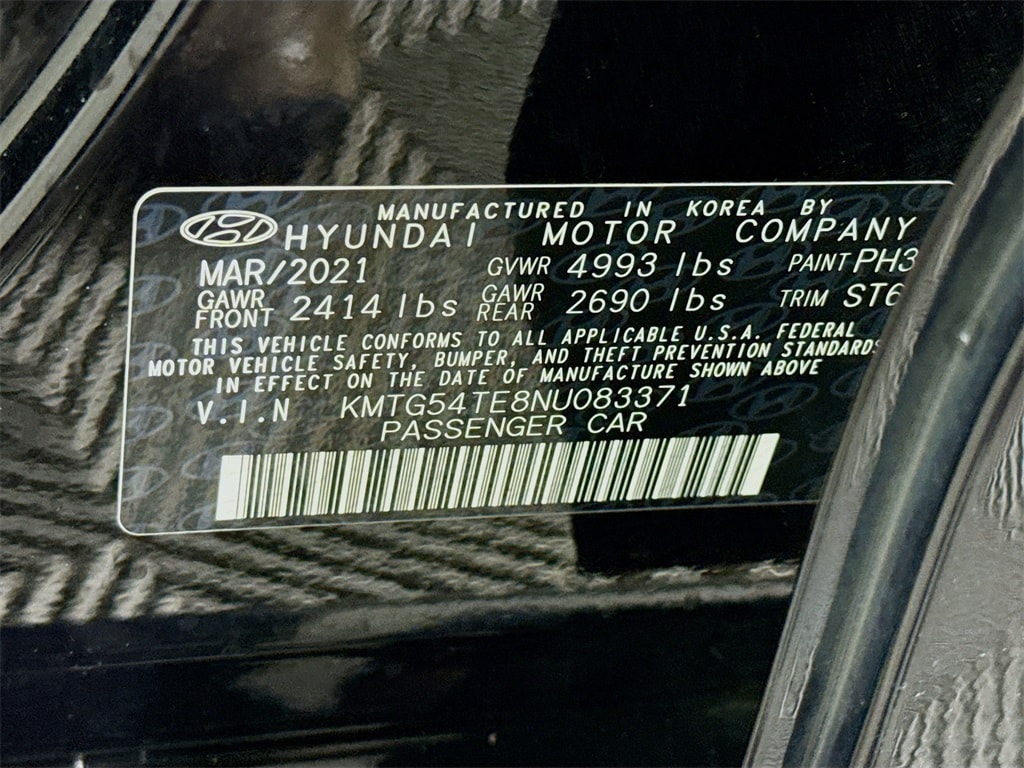 MANUFACTURED IN KOREA BY
HYUNDAI MOTOR COMPANY
MAR/2021 GVWR 4993 lbs PAINT PH3
GAWR FRONT 2414 lbs GAWR REAR 2690 lbs TRIM ST6
THIS VEHICLE CONFORMS TO ALL APPLICABLE U.S.A. FEDERAL
MOTOR VEHICLE SAFETY, BUMPER, AND THEFT PREVENTION STANDARDS
IN EFFECT ON THE DATE OF MANUFACTURE SHOWN ABOVE
V.I.N KMTG54TE8NU083371
PASSENGER CAR